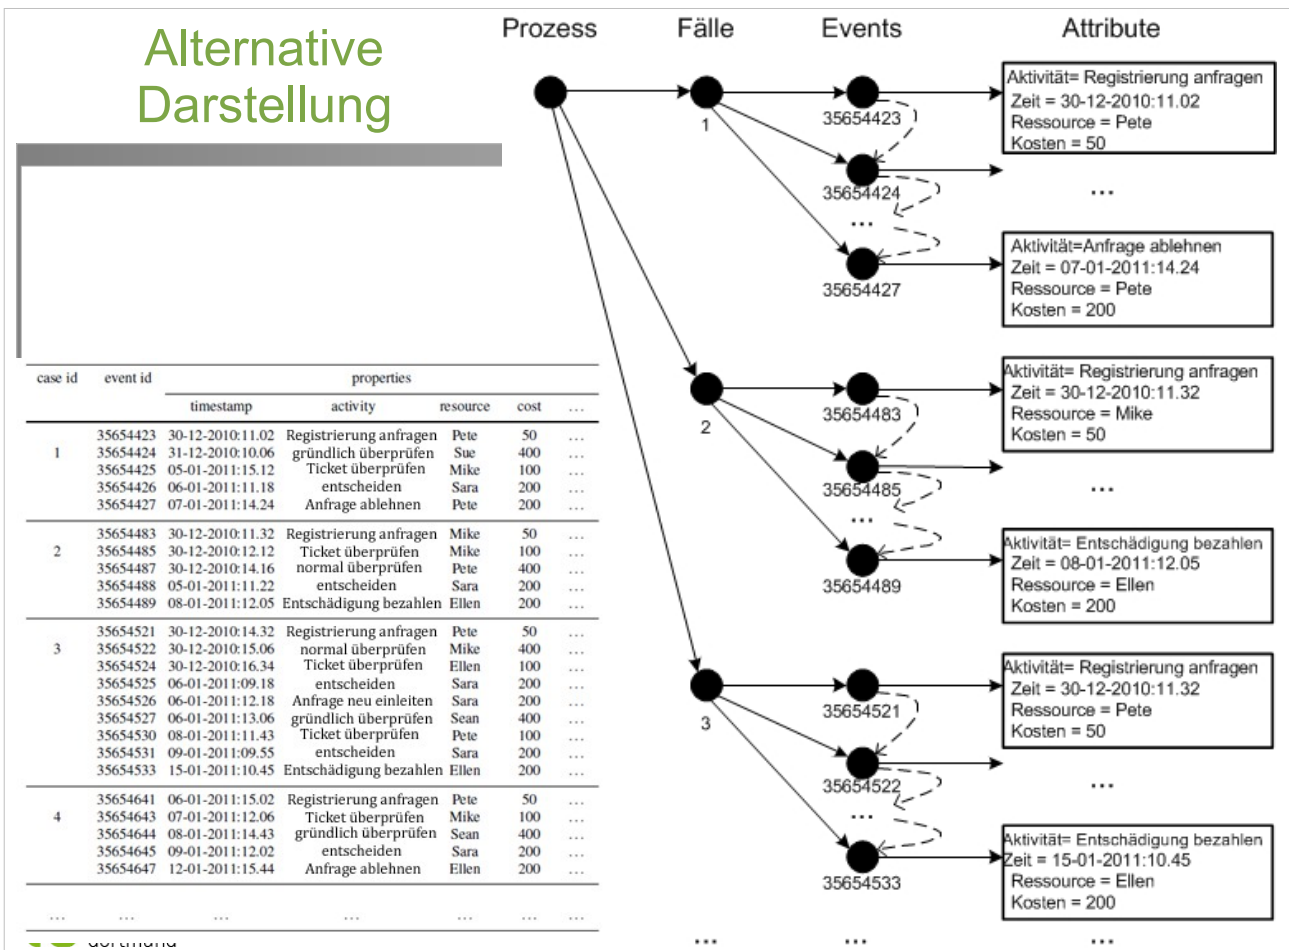 Alternative
Darstellung
case id event id properties
timestamp activity resource cost ...
35654423 30-12-2010:11.02 Registrierung anfragen Pete 50 ...
1 35654424 31-12-2010:10.06 gründlich überprüfen Sue 400 ...
35654425 05-01-2011:15.12 Ticket überprüfen Mike 100 ...
35654426 06-01-2011:11.18 entscheiden Sara 200 ...
35654427 07-01-2011:14.24 Anfrage ablehnen Pete 200 ...
35654483 30-12-2010:11.32 Registrierung anfragen Mike 50 ...
2 35654485 30-12-2010:12.12 Ticket überprüfen Mike 100 ...
35654487 30-12-2010:14.16 normal überprüfen Pete 400 ...
35654488 05-01-2011:11.22 entscheiden Sara 200 ...
35654489 08-01-2011:12.05 Entschädigung bezahlen Ellen 200 ...
35654521 30-12-2010:14.32 Registrierung anfragen Pete 50 ...
3 35654522 30-12-2010:15.06 normal überprüfen Mike 400 ...
35654524 30-12-2010:16.34 Ticket überprüfen Ellen 100 ...
35654525 06-01-2011:09.18 entscheiden Sara 200 ...
35654526 06-01-2011:12.18 Anfrage neu einleiten Sara 200 ...
35654527 06-01-2011:13.06 gründlich überprüfen Sean 400 ...
35654530 08-01-2011:11.43 Ticket überprüfen Pete 100 ...
35654531 09-01-2011:09.55 entscheiden Sara 200 ...
35654533 15-01-2011:10.45 Entschädigung bezahlen Ellen 200 ...
35654641 06-01-2011:15.02 Registrierung anfragen Pete 50 ...
4 35654643 07-01-2011:12.06 Ticket überprüfen Mike 100 ...
35654644 08-01-2011:14.43 gründlich überprüfen Sean 400 ...
35654645 09-01-2011:12.02 entscheiden Sara 200 ...
35654647 12-01-2011:15.44 Anfrage ablehnen Ellen 200 ...
... ... ... ... ... ... ...
dortmund
Prozess Fälle Events Attribute
1
35654423
Aktivität= Registrierung anfragen
Zeit = 30-12-2010:11.02
Ressource = Pete
Kosten = 50
35654424
...
...
35654427
Aktivität=Anfrage ablehnen
Zeit = 07-01-2011:14.24
Ressource = Pete
Kosten = 200
2
35654483
Aktivität= Registrierung anfragen
Zeit = 30-12-2010:11.32
Ressource = Mike
Kosten = 50
35654485
...
...
35654489
Aktivität= Entschädigung bezahlen
Zeit = 08-01-2011:12.05
Ressource = Ellen
Kosten = 200
3
35654521
Aktivität= Registrierung anfragen
Zeit = 30-12-2010:11.32
Ressource = Pete
Kosten = 50
35654522
...
...
35654533
Aktivität= Entschädigung bezahlen
Zeit = 15-01-2011:10.45
Ressource = Ellen
Kosten = 200
... ... ...